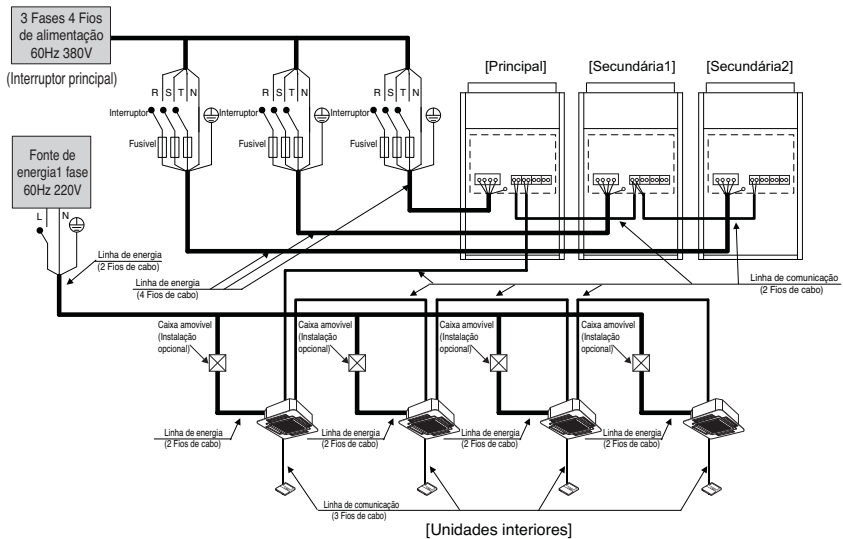 3 Fases 4 Fios
de alimentação
60Hz 380V
(Interruptor principal)
[Principal]
[Secundária1]
[Secundária2]
R S T N
R S T N
R S T N
Interruptor
Interruptor
Interruptor
Fusível
Fusível
Fusível
Fonte de
energia1 fase
60Hz 220V
L N
Linha de energia
(2 Fios de cabo)
Linha de energia
(4 Fios de cabo)
Linha de comunicação
(2 Fios de cabo)
Caixa amovível
(Instalação
opcional)
Caixa amovível
(Instalação
opcional)
Caixa amovível
(Instalação
opcional)
Caixa amovível
(Instalação
opcional)
Linha de energia
(2 Fios de cabo)
Linha de energia
(2 Fios de cabo)
Linha de energia
(2 Fios de cabo)
Linha de energia
(2 Fios de cabo)
Linha de comunicação
(3 Fios de cabo)
[Unidades interiores]